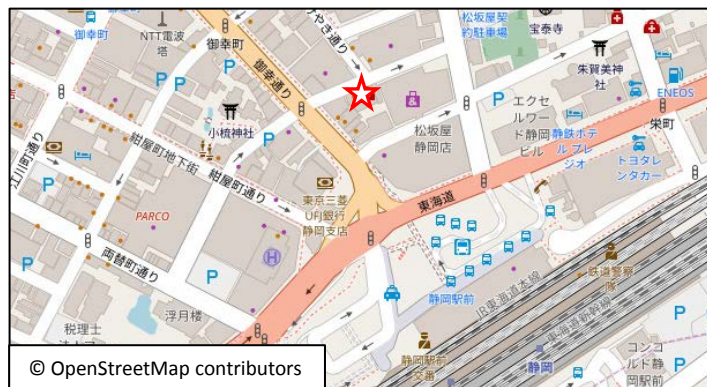 御幸町
NTT電波
塔
御幸町
けやき通り
御幸通り
松坂屋契
約駐車場
宝泰寺
朱賀美神
社
ENEOS
栄町
小梳神社
松坂屋
静岡店
エクセ
ルワー
ド静岡
ビル
静鉄ホテ
ル プレ
ジオ
トヨタレ
ンタカー
江川町通り
紺屋町地下街
紺屋町通り
東京三菱
UFJ銀行
静岡支店
東海道
PARCO
両替町通り
浮月楼
税理士
静岡駅前
鉄道警察
隊
JR東海道本線
東海道新幹線
静岡駅前
交番
静岡
コンコ
ルド静
岡駅前
© OpenStreetMap contributors